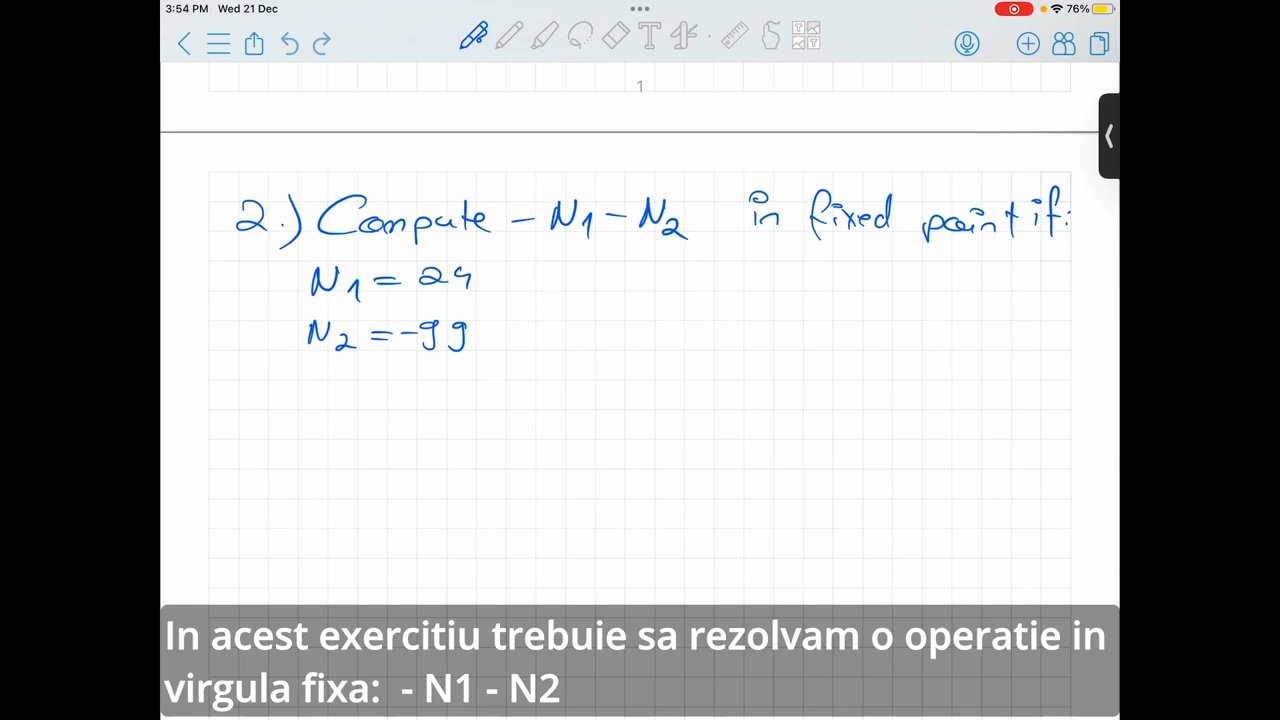 3:54 PM Wed 21 Dec
76%
1
2.) Compute - N1 - N2 in fixed point if:
N1 = 24
N2 = -99
In acest exercitiu trebuie sa rezolvam o operatie in
virgula fixa: - N1 - N2